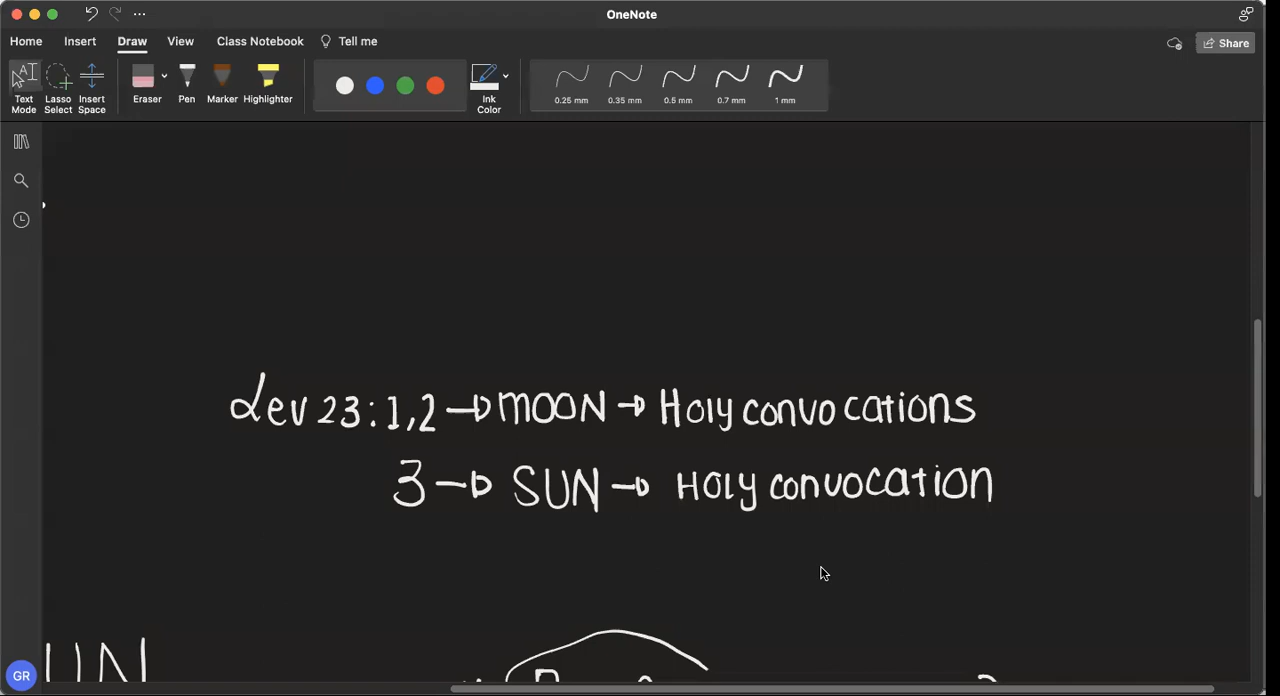 OneNote
Home Insert Draw View Class Notebook Tell me
Share
Text Mode
Lasso Select
Insert Space
Eraser
Pen
Marker
Highlighter
Ink Color
0.25 mm
0.35 mm
0.5 mm
0.7 mm
1 mm
Lev 23:1,2 → MOON → Holy convocations
3 → SUN → Holy convocation
UN
GR